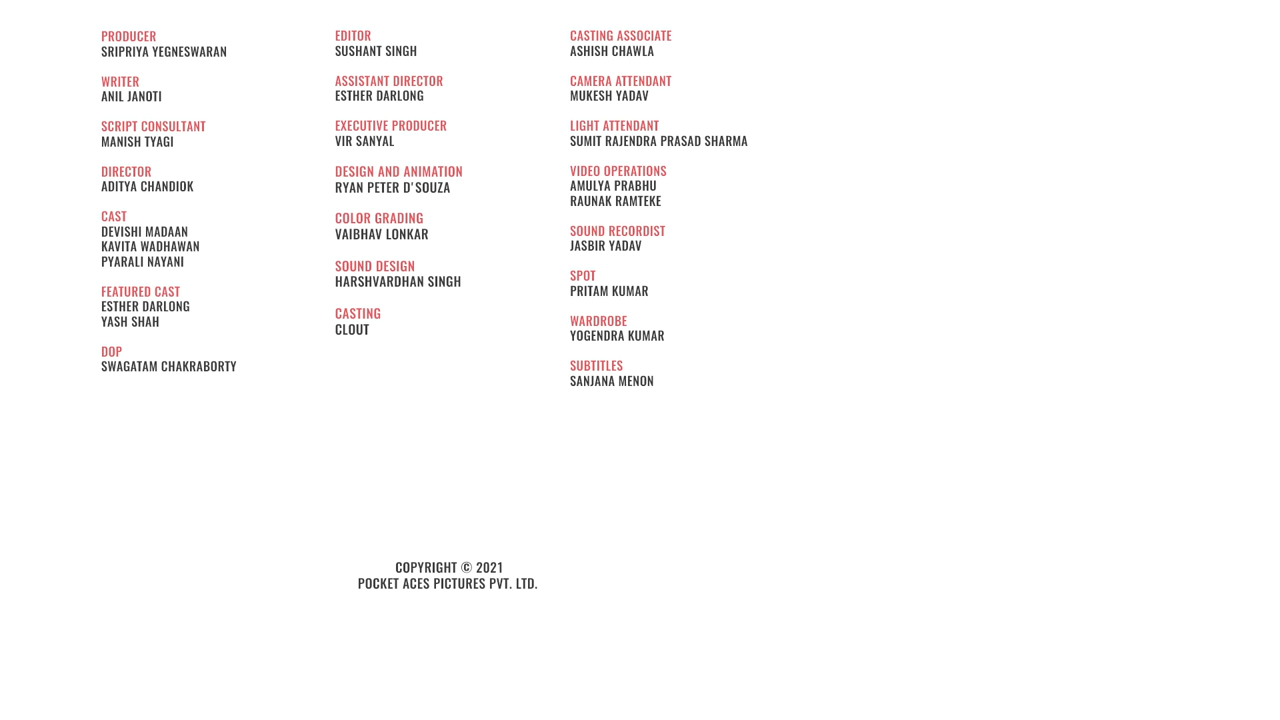 PRODUCER
SRIPRIYA YEGNESWARAN
WRITER
ANIL JANOTI
SCRIPT CONSULTANT
MANISH TYAGI
DIRECTOR
ADITYA CHANDIOK
CAST
DEVISHI MADAAN
KAVITA WADHAWAN
PYARALI NAYANI
FEATURED CAST
ESTHER DARLONG
YASH SHAH
DOP
SWAGATAM CHAKRABORTY
EDITOR
SUSHANT SINGH
ASSISTANT DIRECTOR
ESTHER DARLONG
EXECUTIVE PRODUCER
VIR SANYAL
DESIGN AND ANIMATION
RYAN PETER D'SOUZA
COLOR GRADING
VAIBHAV LONKAR
SOUND DESIGN
HARSHVARDHAN SINGH
CASTING
CLOUT
CASTING ASSOCIATE
ASHISH CHAWLA
CAMERA ATTENDANT
MUKESH YADAV
LIGHT ATTENDANT
SUMIT RAJENDRA PRASAD SHARMA
VIDEO OPERATIONS
AMULYA PRABHU
RAUNAK RAMTEKE
SOUND RECORDIST
JASBIR YADAV
SPOT
PRITAM KUMAR
WARDROBE
YOGENDRA KUMAR
SUBTITLES
SANJANA MENON
COPYRIGHT © 2021
POCKET ACES PICTURES PVT. LTD.